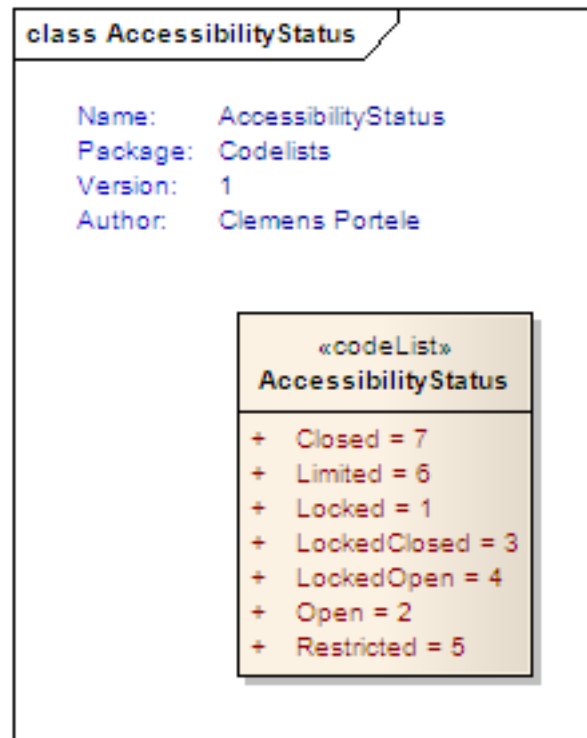 class AccessibilityStatus
Name: AccessibilityStatus
Package: Codelists
Version: 1
Author: Clemens Portele
«codeList»
AccessibilityStatus
+ Closed = 7
+ Limited = 6
+ Locked = 1
+ LockedClosed = 3
+ LockedOpen = 4
+ Open = 2
+ Restricted = 5